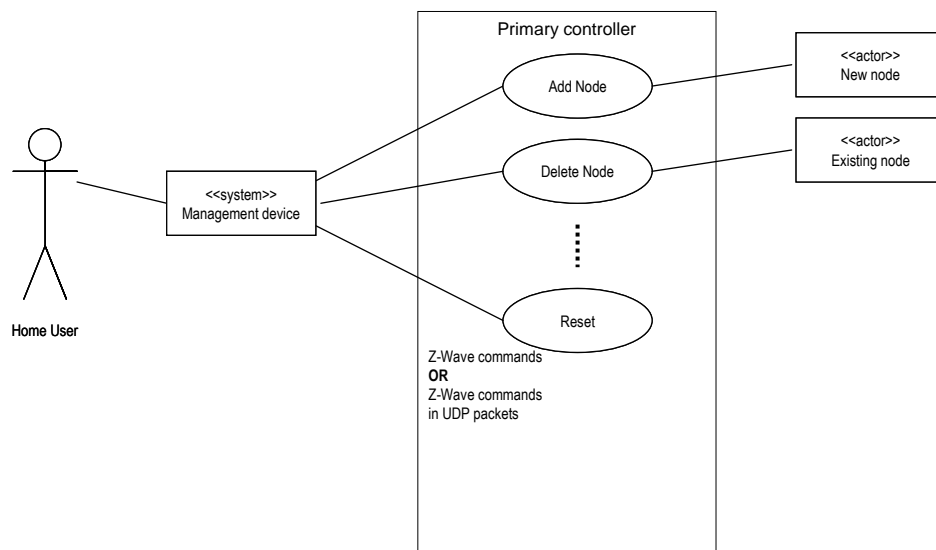 Primary controller
<<actor>>
New node
Add Node
<<actor>>
Existing node
Delete Node
<<system>>
Management device
Home User
Reset
Z-Wave commands
OR
Z-Wave commands
in UDP packets